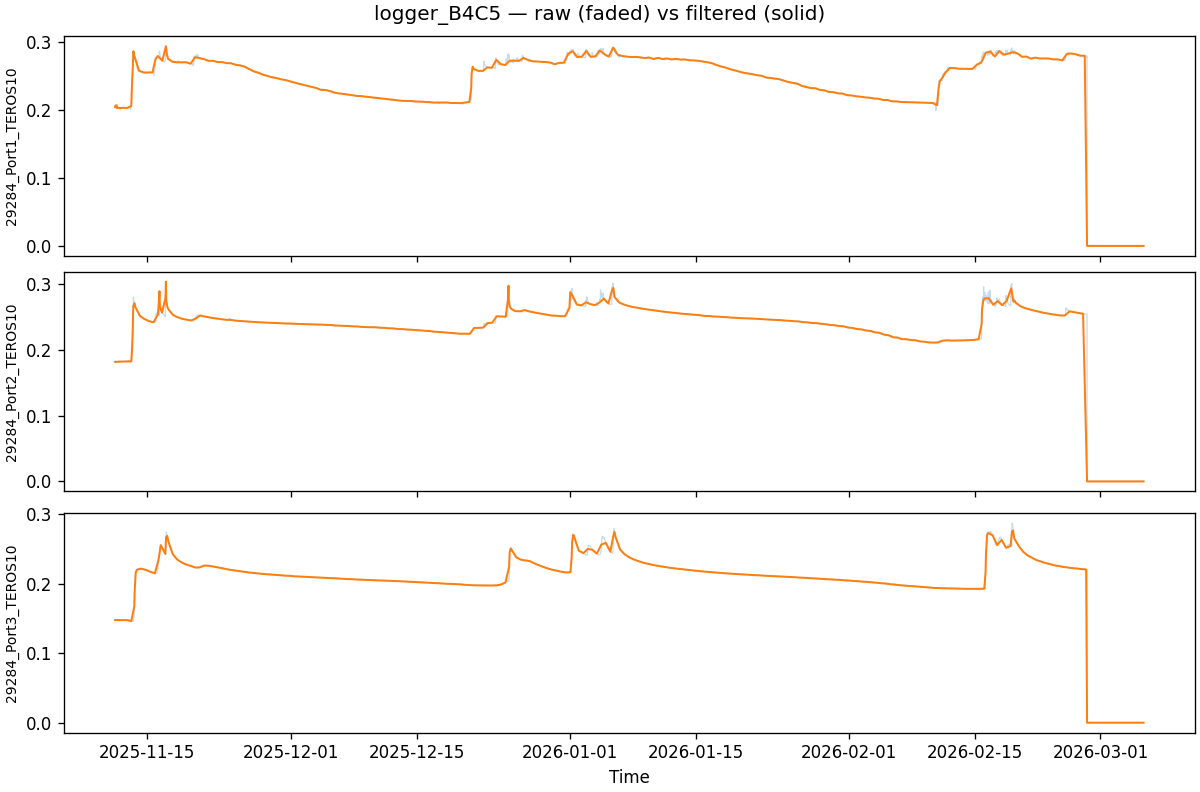 logger_B4C5 — raw (faded) vs filtered (solid)
29284_Port1_TEROS10
0.3
0.2
0.1
0.0
29284_Port2_TEROS10
0.3
0.2
0.1
0.0
29284_Port3_TEROS10
0.3
0.2
0.1
0.0
2025-11-15 2025-12-01 2025-12-15 2026-01-01 2026-01-15 2026-02-01 2026-02-15 2026-03-01
Time